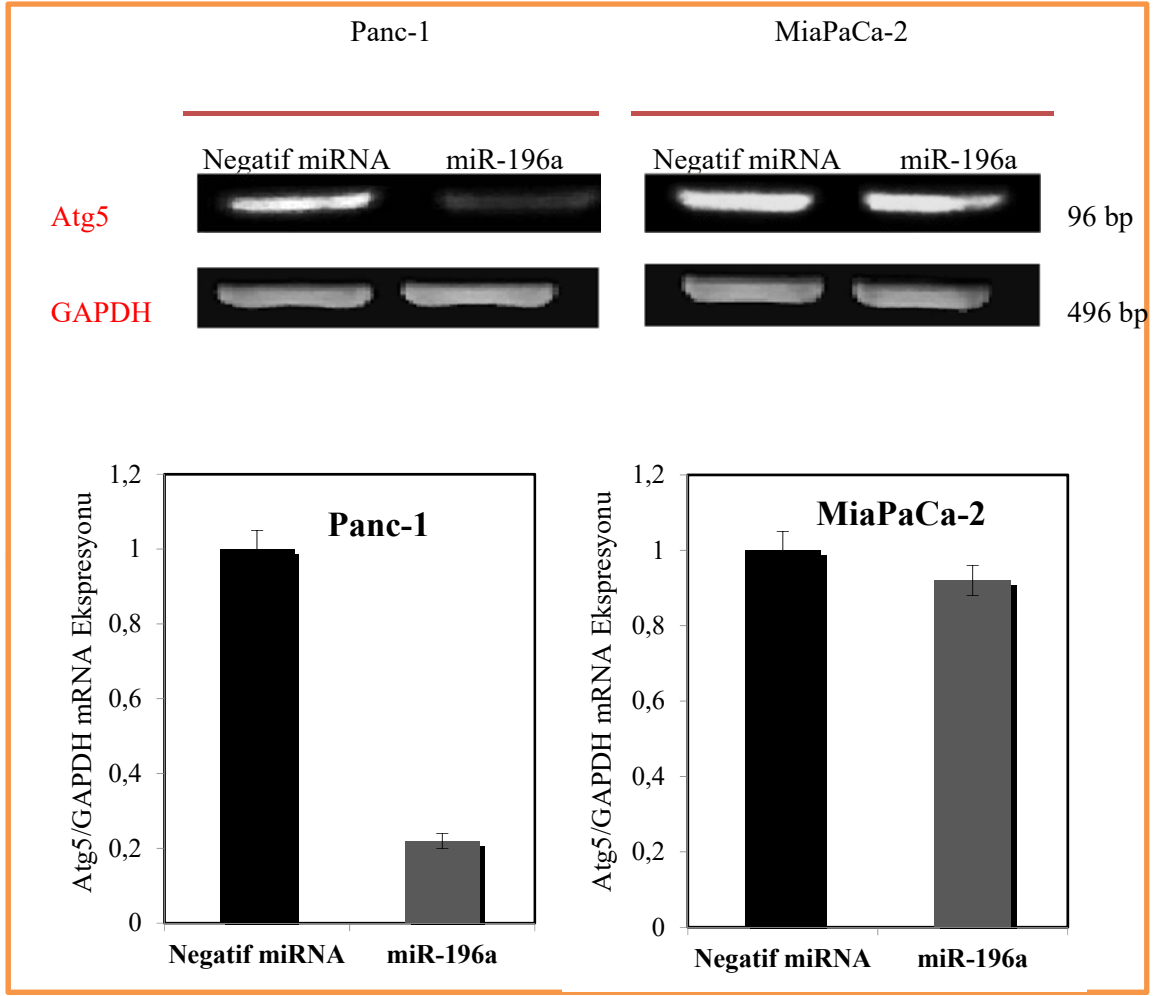 Panc-1
MiaPaCa-2
Negatif miRNA
miR-196a
Negatif miRNA
miR-196a
Atg5
96 bp
GAPDH
496 bp
Atg5/GAPDH mRNA Ekspresyonu
1,2
1
0,8
0,6
0,4
0,2
0
Panc-1
Negatif miRNA
miR-196a
Atg5/GAPDH mRNA Ekspresyonu
1,2
1
0,8
0,6
0,4
0,2
0
MiaPaCa-2
Negatif miRNA
miR-196a